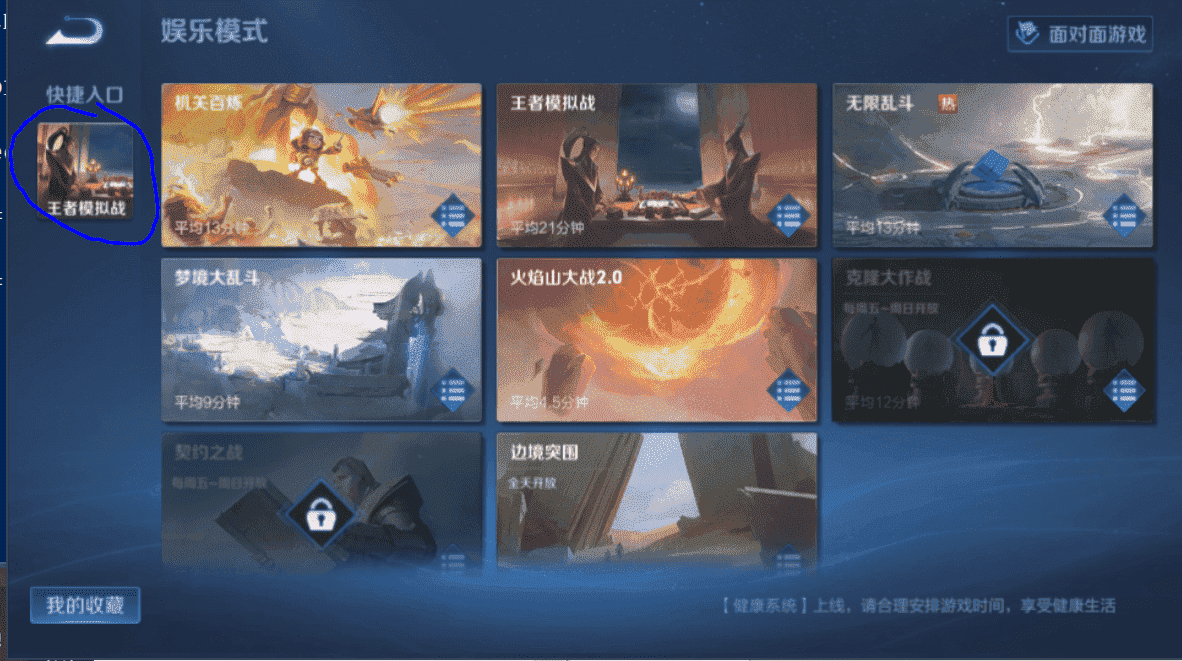 娱乐模式
面对面游戏
快捷入口
王者模拟战
机关百炼
平均13分钟
王者模拟战
平均21分钟
无限乱斗
热
平均13分钟
梦境大乱斗
平均9分钟
火焰山大战2.0
平均4.5分钟
克隆大作战
每周五~周日开放
平均12分钟
契约之战
每周五~周日开放
边境突围
全天开放
我的收藏
【健康系统】上线，请合理安排游戏时间，享受健康生活